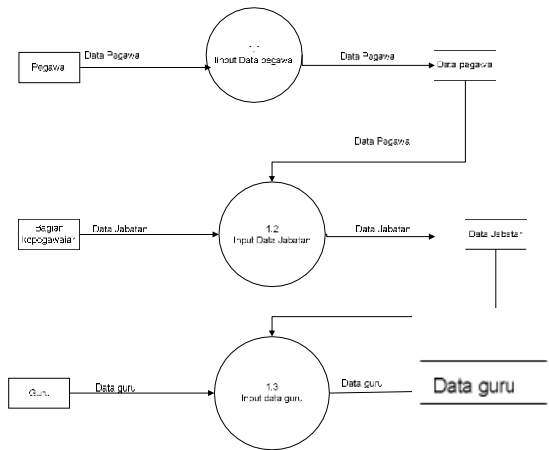 Data Pegawa
Iinput Data pegawa
Data Pegawa
Pegawa
Data pegawa
Data Pegawa
1.2
Input Data Jabatan
Bagian
kepegawaian
Data Jabatan
Data Jabatan
Data Jabatan
1.3
Input data guru
Guru
Data guru
Data guru
Data guru